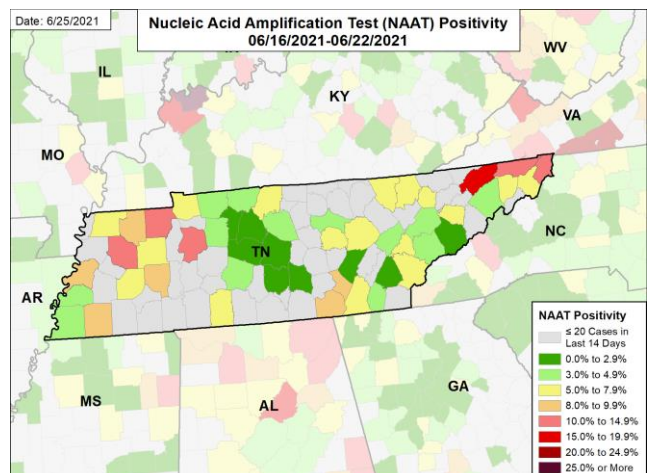 Date: 6/25/2021
Nucleic Acid Amplification Test (NAAT) Positivity
06/16/2021-06/22/2021
IL
WV
KY
VA
MO
TN
NC
AR
MS
AL
GA
NAAT Positivity
≤ 20 Cases in
Last 14 Days
0.0% to 2.9%
3.0% to 4.9%
5.0% to 7.9%
8.0% to 9.9%
10.0% to 14.9%
15.0% to 19.9%
20.0% to 24.9%
25.0% or More